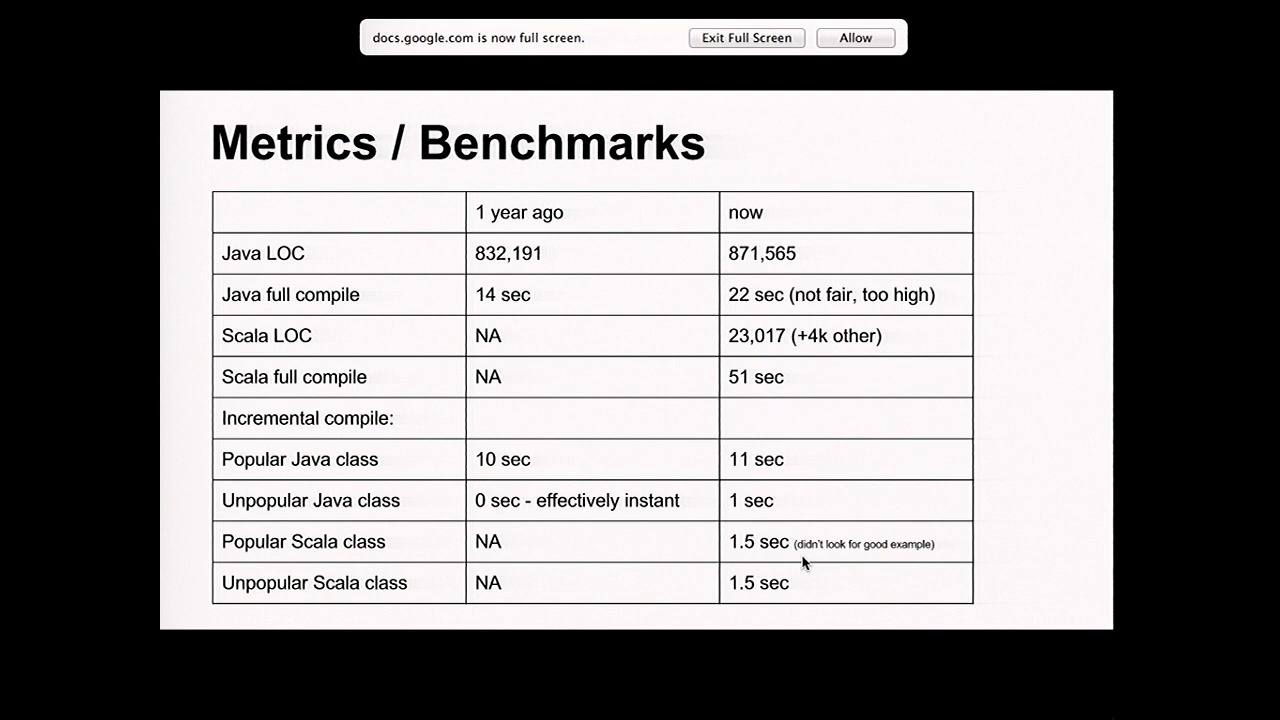 docs.google.com is now full screen. Exit Full Screen Allow
Metrics / Benchmarks
1 year ago now
Java LOC 832,191 871,565
Java full compile 14 sec 22 sec (not fair, too high)
Scala LOC NA 23,017 (+4k other)
Scala full compile NA 51 sec
Incremental compile:
Popular Java class 10 sec 11 sec
Unpopular Java class 0 sec - effectively instant 1 sec
Popular Scala class NA 1.5 sec (didn't look for good example)
Unpopular Scala class NA 1.5 sec